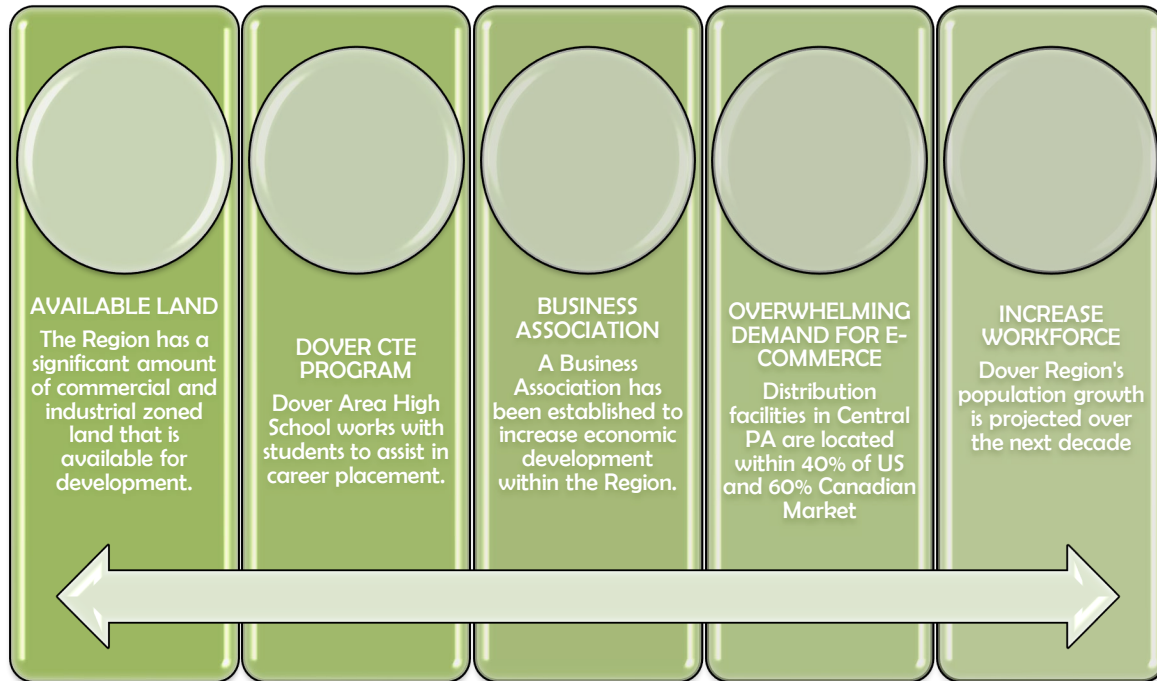 AVAILABLE LAND
The Region has a
significant amount
of commercial and
industrial zoned
land that is
available for
development.
DOVER CTE
PROGRAM
Dover Area High
School works with
students to assist in
career placement.
BUSINESS
ASSOCIATION
A Business
Association has
been established to
increase economic
development
within the Region.
OVERWHELMING
DEMAND FOR E-
COMMERCE
Distribution
facilities in Central
PA are located
within 40% of US
and 60% Canadian
Market
INCREASE
WORKFORCE
Dover Region's
population growth
is projected over
the next decade